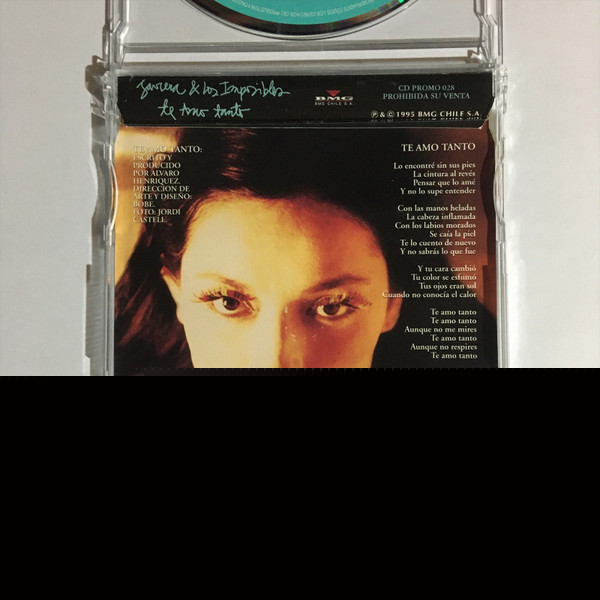 Javiera & Los Imposibles
te amo tanto
BMG
BMG CHILE S.A.
CD PROMO 028
PROHIBIDA SU VENTA
℗ & © 1995 BMG CHILE S.A.
TE AMO TANTO:
ESCRITO Y
PRODUCIDO
POR ALVARO
HENRIQUEZ.
DIRECCION DE
ARTE Y DISEÑO:
BOBE.
FOTO: JORDI
CASTELL.
TE AMO TANTO
Lo encontré sin sus pies
La cintura al revés
Pensar que lo amé
Y no lo supe entender
Con las manos heladas
La cabeza inflamada
Con los labios morados
Se caía la piel
Te lo cuento de nuevo
Y no sabrás lo que fue
Y tu cara cambió
Tu color se esfumó
Tus ojos eran sol
Cuando no conocía el calor
Te amo tanto
Te amo tanto
Aunque no me mires
Te amo tanto
Aunque no respires
Te amo tanto